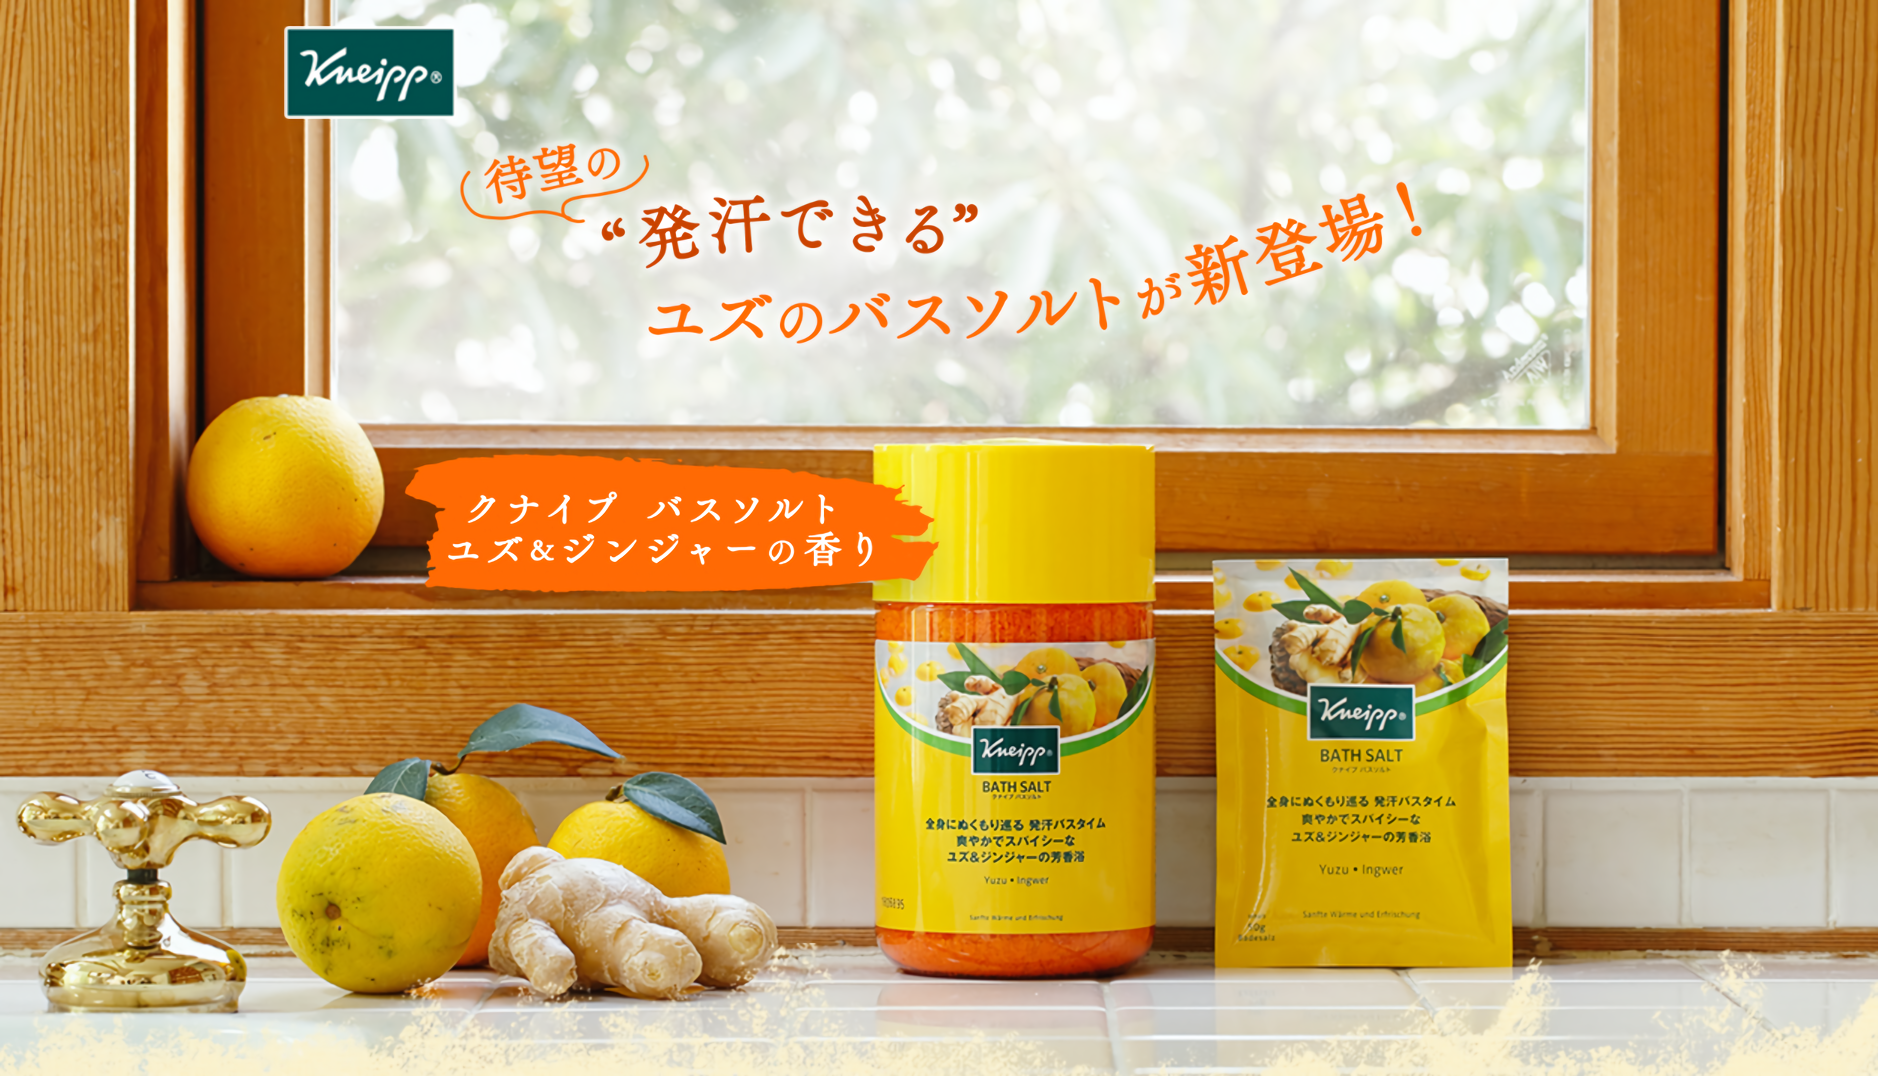 Kneipp®
待望の
“発汗できる”
ユズのバスソルトが新登場！
クナイプ バスソルト
ユズ&ジンジャーの香り
Kneipp®
BATH SALT
クナイプ バスソルト
全身にぬくもり巡る 発汗バスタイム
爽やかでスパイシーな
ユズ&ジンジャーの芳香浴
Yuzu • Ingwer
Sanfte Wärme und Erfrischung
Kneipp®
BATH SALT
クナイプ バスソルト
全身にぬくもり巡る 発汗バスタイム
爽やかでスパイシーな
ユズ&ジンジャーの芳香浴
Yuzu • Ingwer
Sanfte Wärme und Erfrischung
Badesalz